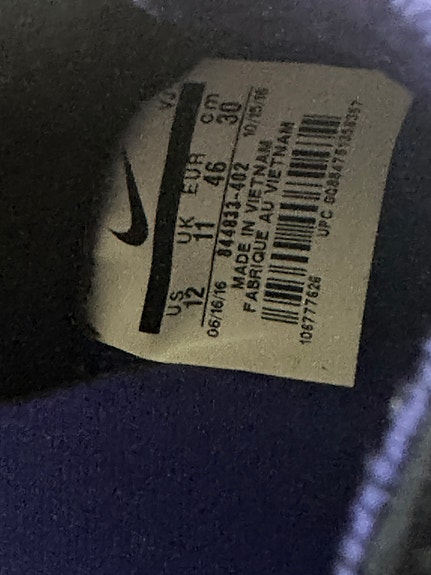 US UK EUR cm
12 11 46 30
06/16/16 10/15/16
844833-402
MADE IN VIETNAM
FABRIQUE AU VIETNAM
106777626